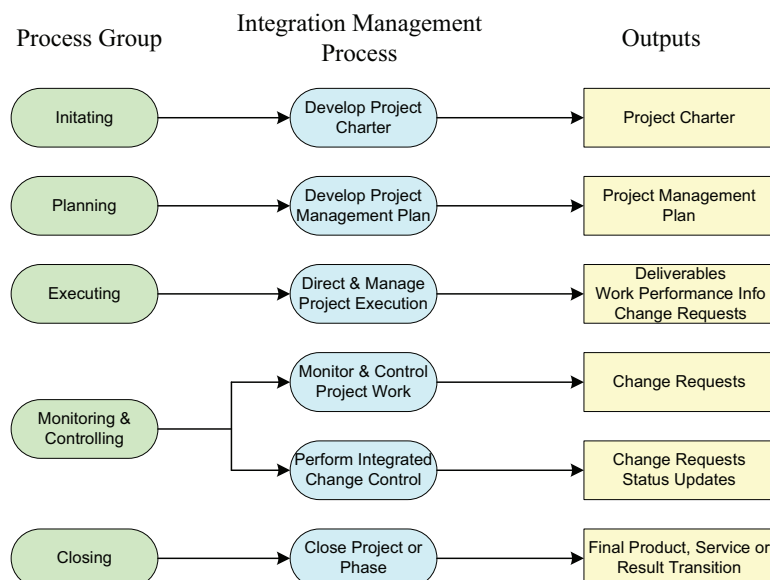 Process Group
Integration Management
Process
Outputs
Initating
Develop Project
Charter
Project Charter
Planning
Develop Project
Management Plan
Project Management
Plan
Executing
Direct & Manage
Project Execution
Deliverables
Work Performance Info
Change Requests
Monitoring &
Controlling
Monitor & Control
Project Work
Change Requests
Perform Integrated
Change Control
Change Requests
Status Updates
Closing
Close Project or
Phase
Final Product, Service or
Result Transition